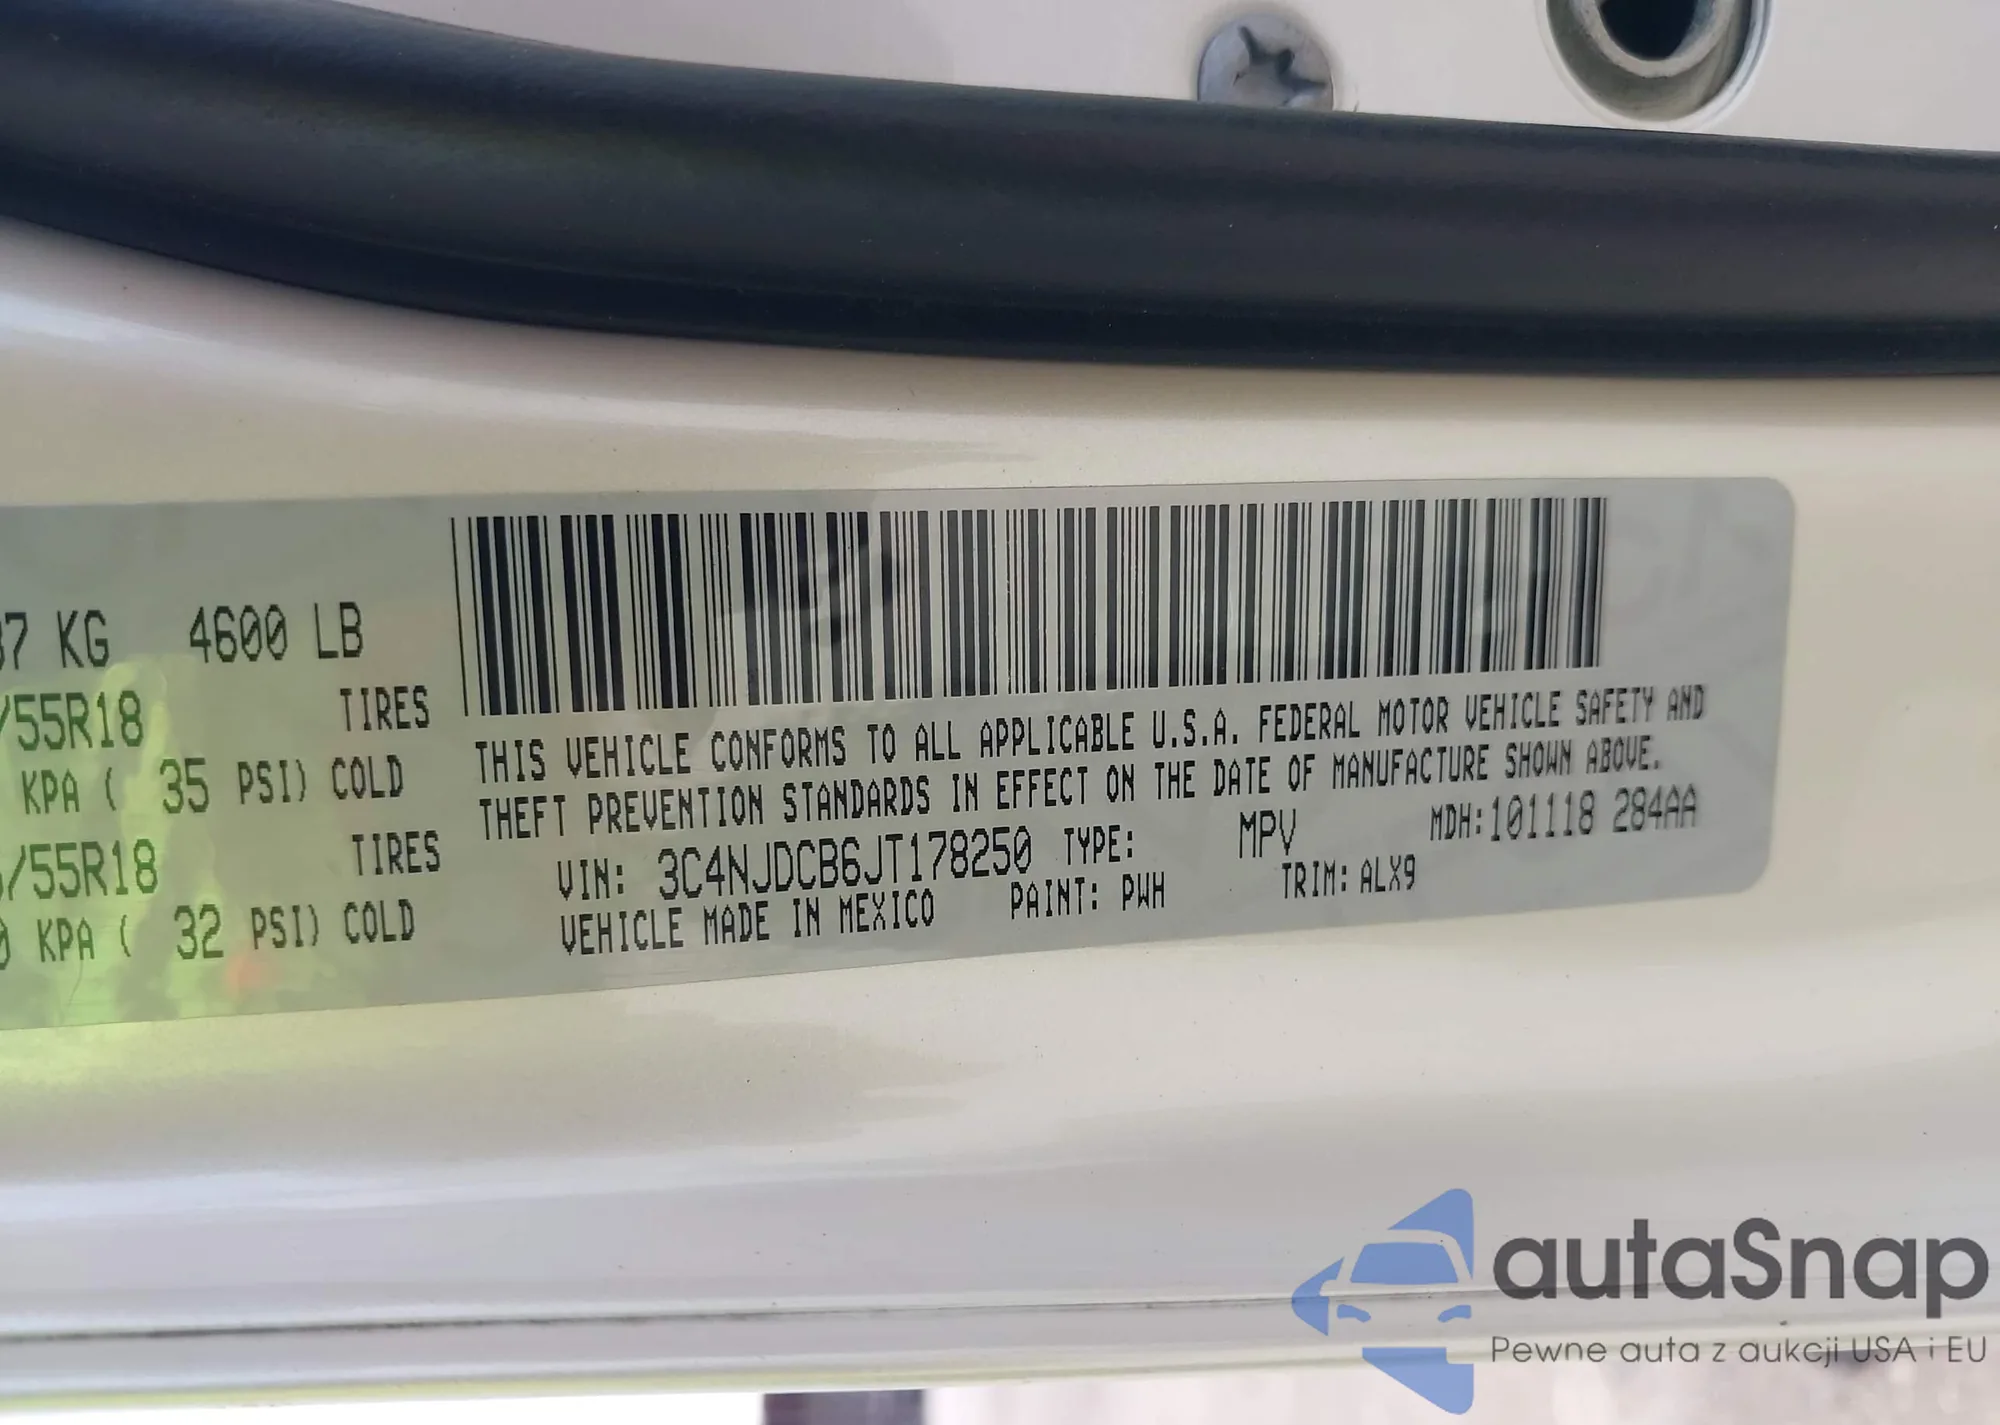 87 KG 4600 LB
/55R18 TIRES
KPA ( 35 PSI) COLD
/55R18 TIRES
KPA ( 32 PSI) COLD
THIS VEHICLE CONFORMS TO ALL APPLICABLE U.S.A. FEDERAL MOTOR VEHICLE SAFETY AND
THEFT PREVENTION STANDARDS IN EFFECT ON THE DATE OF MANUFACTURE SHOWN ABOVE.
VIN: 3C4NJDCB6JT178250 TYPE: MPV MDH:101118 284AA
VEHICLE MADE IN MEXICO PAINT: PWH TRIM: ALX9
autaSnap
Pewne auta z aukcji USA i EU